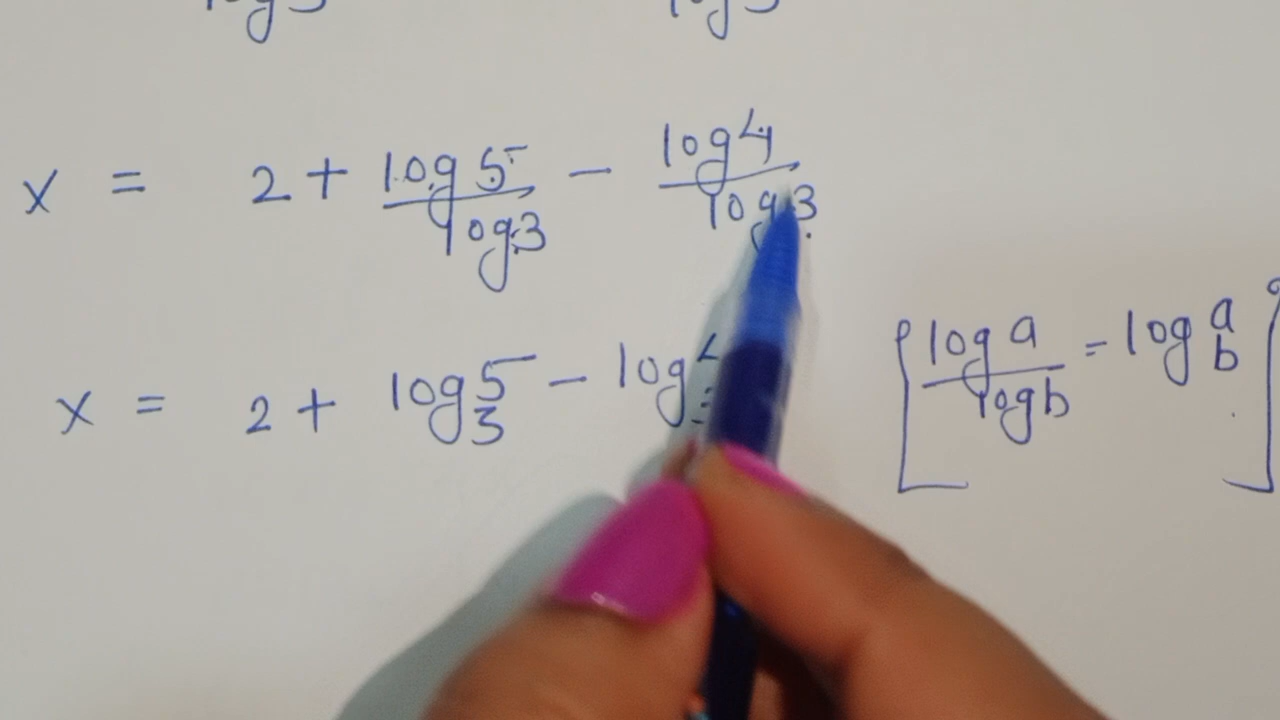 x = 2 + log 5 / log 3 - log 4 / log 3
x = 2 + log 5 3 - log
[ log a / log b = log a b ]